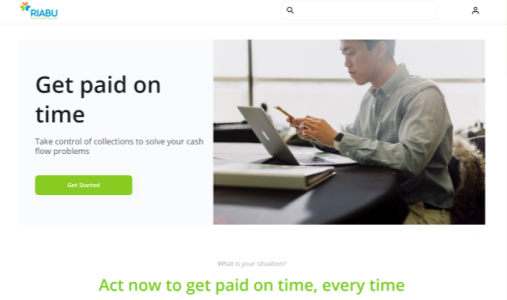 RIABU
Get paid on
time
Take control of collections to solve your cash
flow problems
Get Started
What is your situation?
Act now to get paid on time, every time